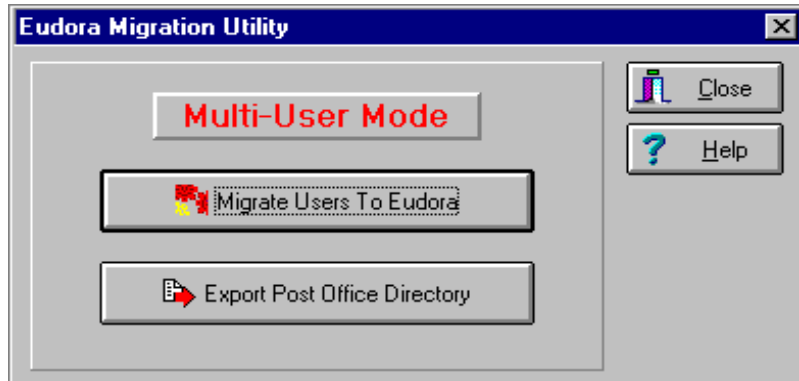 Eudora Migration Utility
Multi-User Mode
Close
Help
Migrate Users To Eudora
Export Post Office Directory